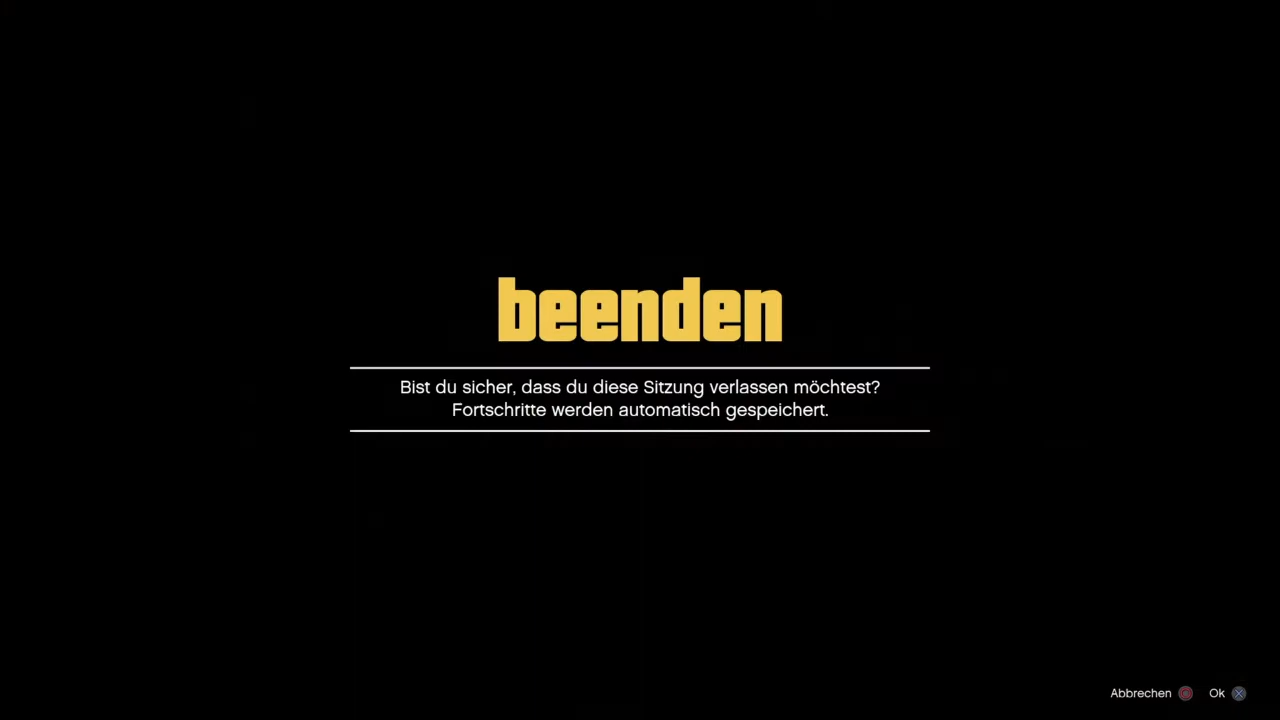 beenden
Bist du sicher, dass du diese Sitzung verlassen möchtest?
Fortschritte werden automatisch gespeichert.
Abbrechen Ok